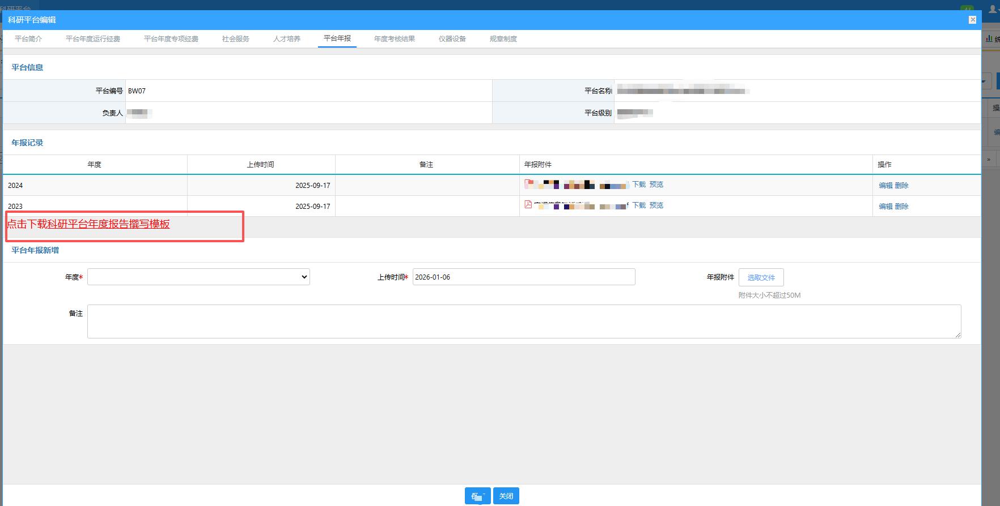 科研平台
科研平台编辑
平台简介 平台年度运行经费 平台年度专项经费 社会服务 人才培养 平台年报 年度考核结果 仪器设备 规章制度
平台信息
平台编号 BW07 平台名称
负责人 平台级别
年报记录
年度 上传时间 备注 年报附件 操作
2024 2025-09-17 下载 预览 编辑 删除
2023 2025-09-17 下载 预览 编辑 删除
点击下载科研平台年度报告撰写模板
平台年报新增
年度* 上传时间* 2026-01-06 年报附件 选取文件
附件大小不超过50M
备注
关闭